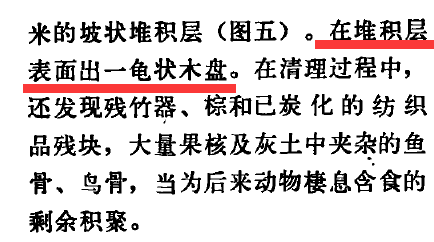 米的坡状堆积层（图五）。在堆积层
表面出一龟状木盘。在清理过程中，
还发现残竹器、棕和已炭化的纺织
品残块，大量果核及灰土中夹杂的鱼
骨、鸟骨，当为后来动物棲息含食的
剩余积聚。